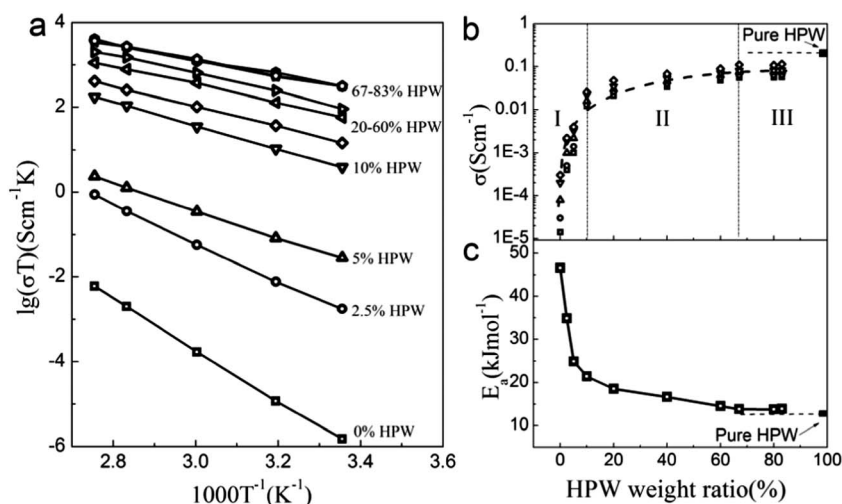 a
lg(σT)(Scm⁻¹K)
4
2
0
-2
-4
-6
2.8
3.0
3.2
3.4
3.6
1000T⁻¹(K⁻¹)
67-83% HPW
20-60% HPW
10% HPW
5% HPW
2.5% HPW
0% HPW
b
σ(Scm⁻¹)
1
0.1
0.01
1E-3
1E-4
1E-5
Pure HPW
I
II
III
c
Eₐ(kJmol⁻¹)
50
40
30
20
10
Pure HPW
0
20
40
60
80
100
HPW weight ratio(%)